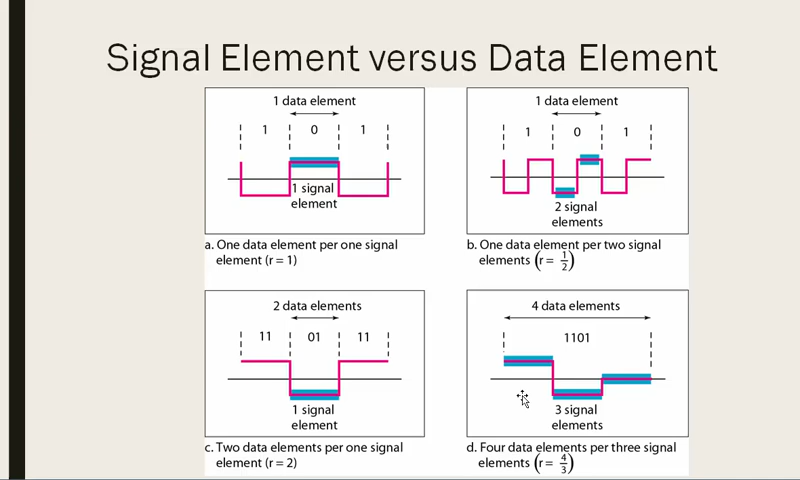 Signal Element versus Data Element
1 data element
1 0 1
1 signal
element
a. One data element per one signal
element (r = 1)
1 data element
1 0 1
2 signal
elements
b. One data element per two signal
elements (r = 1/2)
2 data elements
11 01 11
1 signal
element
c. Two data elements per one signal
element (r = 2)
4 data elements
1101
3 signal
elements
d. Four data elements per three signal
elements (r = 4/3)